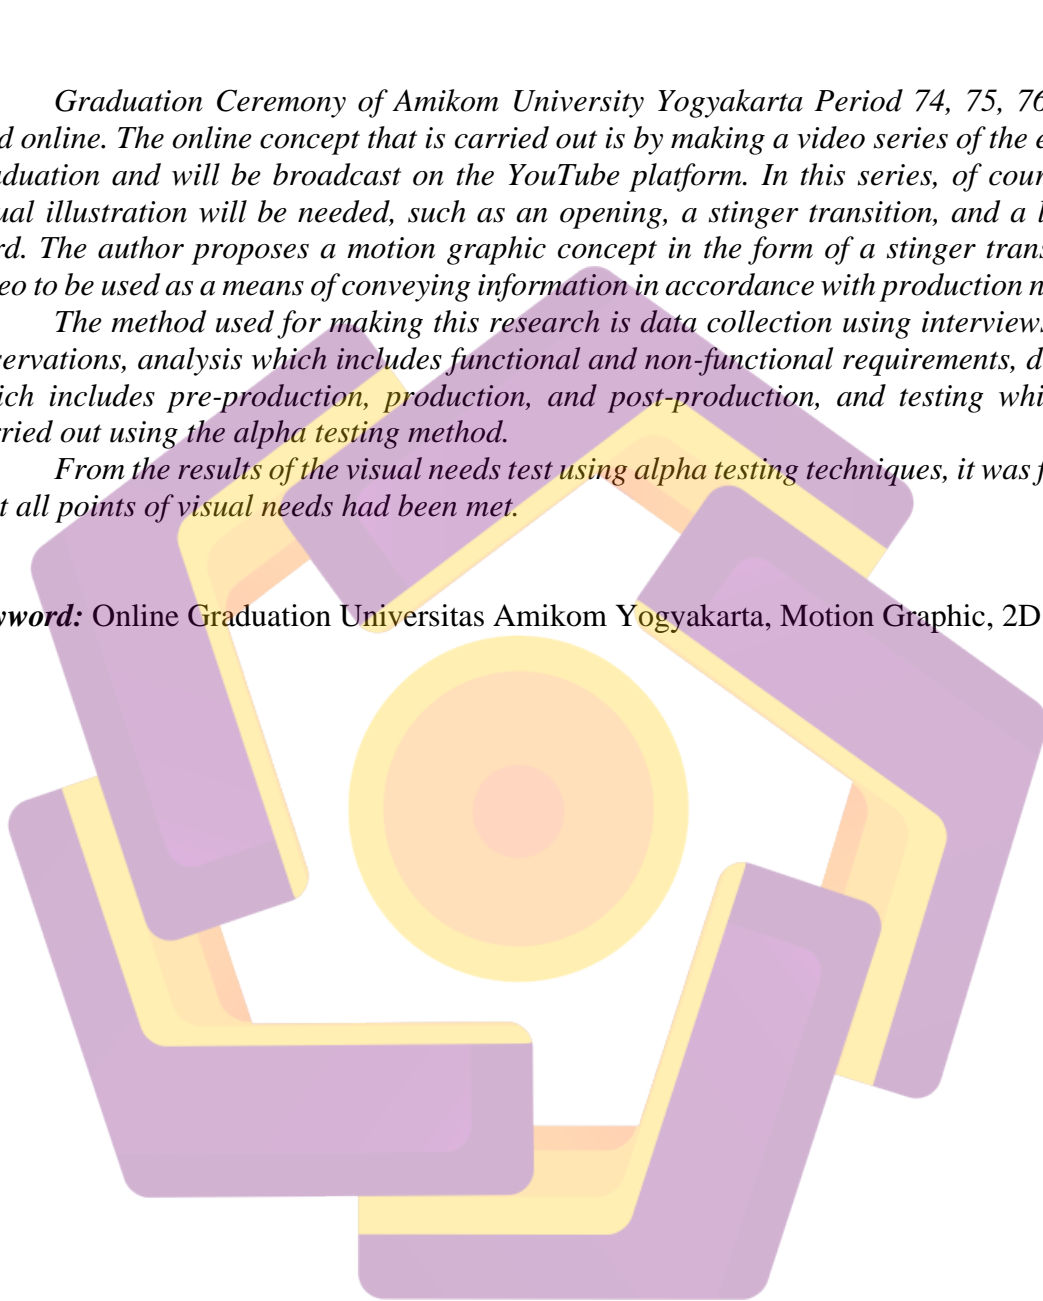 Graduation Ceremony of Amikom University Yogyakarta Period 74, 75, 76
d online. The online concept that is carried out is by making a video series of the e
duation and will be broadcast on the YouTube platform. In this series, of cour
ual illustration will be needed, such as an opening, a stinger transition, and a l
rd. The author proposes a motion graphic concept in the form of a stinger trans
eo to be used as a means of conveying information in accordance with production n
The method used for making this research is data collection using interviews
servations, analysis which includes functional and non-functional requirements, d
ich includes pre-production, production, and post-production, and testing whi
rried out using the alpha testing method.
From the results of the visual needs test using alpha testing techniques, it was f
t all points of visual needs had been met.
yword: Online Graduation Universitas Amikom Yogyakarta, Motion Graphic, 2D